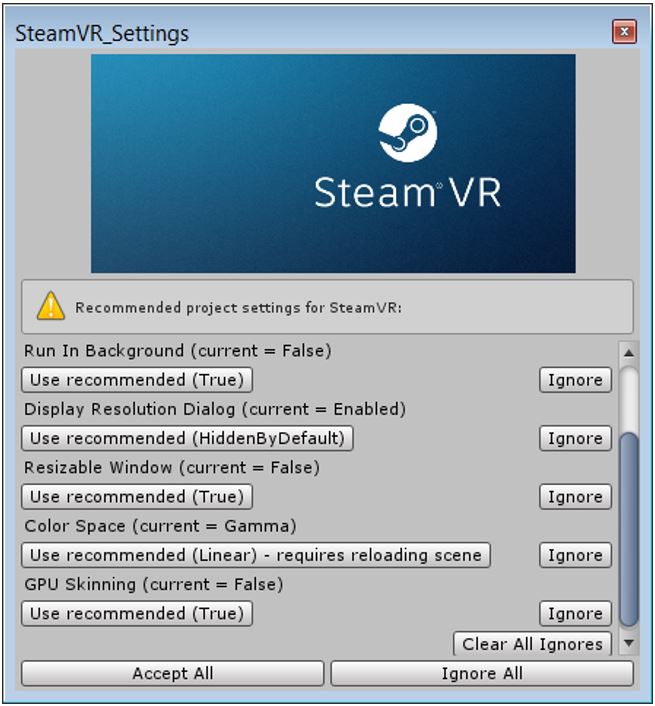 SteamVR_Settings
Steam® VR
Recommended project settings for SteamVR:
Run In Background (current = False)
Use recommended (True) Ignore
Display Resolution Dialog (current = Enabled)
Use recommended (HiddenByDefault) Ignore
Resizable Window (current = False)
Use recommended (True) Ignore
Color Space (current = Gamma)
Use recommended (Linear) - requires reloading scene Ignore
GPU Skinning (current = False)
Use recommended (True) Ignore
Clear All Ignores
Accept All Ignore All